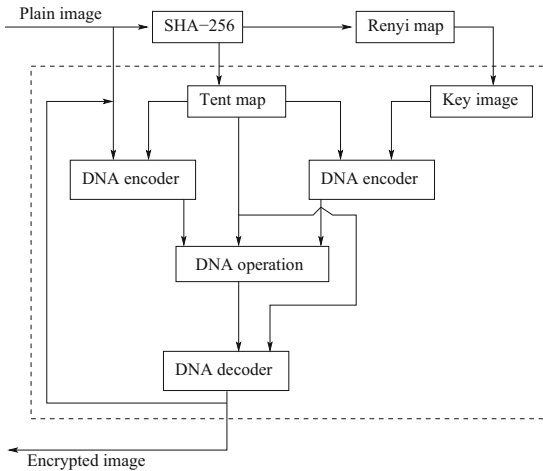 Plain image
SHA−256
Renyi map
Tent map
Key image
DNA encoder
DNA encoder
DNA operation
DNA decoder
Encrypted image